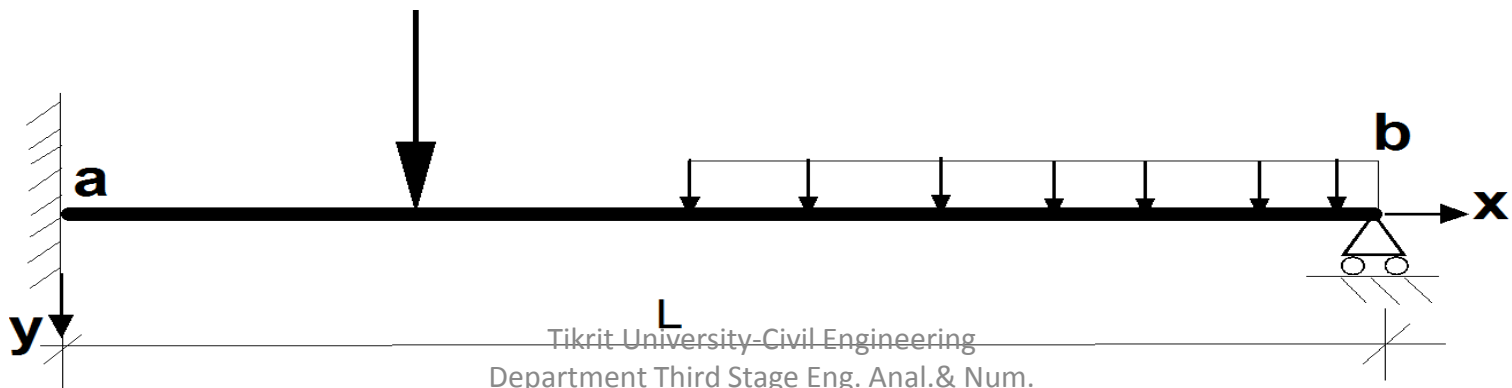 a
b
x
y
L
Tikrit University-Civil Engineering
Department Third Stage Eng. Anal.& Num.